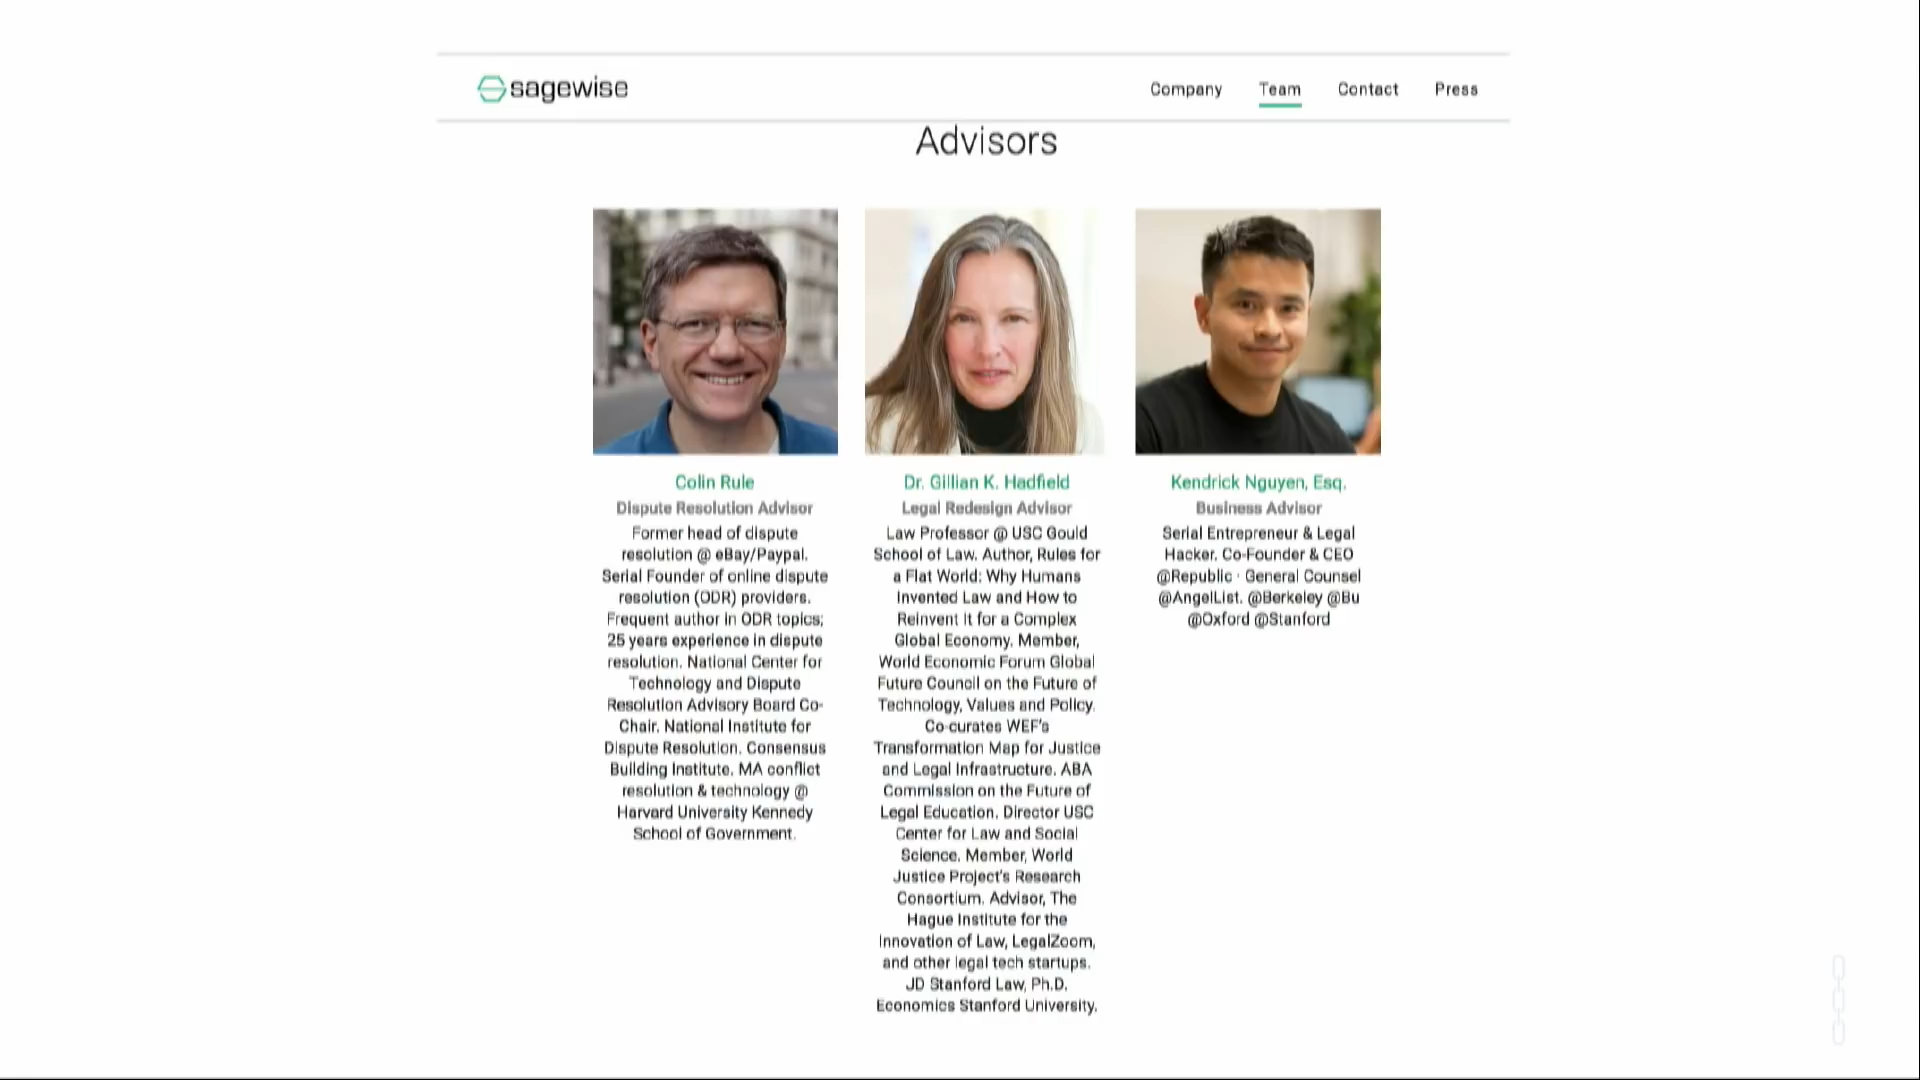 sagewise
Company Team Contact Press
Advisors
Colin Rule
Dispute Resolution Advisor
Former head of dispute
resolution @ eBay/Paypal.
Serial Founder of online dispute
resolution (ODR) providers.
Frequent author in ODR topics;
25 years experience in dispute
resolution. National Center for
Technology and Dispute
Resolution Advisory Board Co-
Chair. National Institute for
Dispute Resolution. Consensus
Building Institute. MA conflict
resolution & technology @
Harvard University Kennedy
School of Government.
Dr. Gillian K. Hadfield
Legal Redesign Advisor
Law Professor @ USC Gould
School of Law. Author, Rules for
a Flat World: Why Humans
Invented Law and How to
Reinvent It for a Complex
Global Economy. Member,
World Economic Forum Global
Future Council on the Future of
Technology, Values and Policy.
Co-curates WEF's
Transformation Map for Justice
and Legal Infrastructure. ABA
Commission on the Future of
Legal Education. Director USC
Center for Law and Social
Science. Member, World
Justice Project's Research
Consortium. Advisor, The
Hague Institute for the
Innovation of Law, LegalZoom,
and other legal tech startups.
JD Stanford Law, Ph.D.
Economics Stanford University.
Kendrick Nguyen, Esq.
Business Advisor
Serial Entrepreneur & Legal
Hacker. Co-Founder & CEO
@Republic · General Counsel
@AngelList. @Berkeley @Bu
@Oxford @Stanford